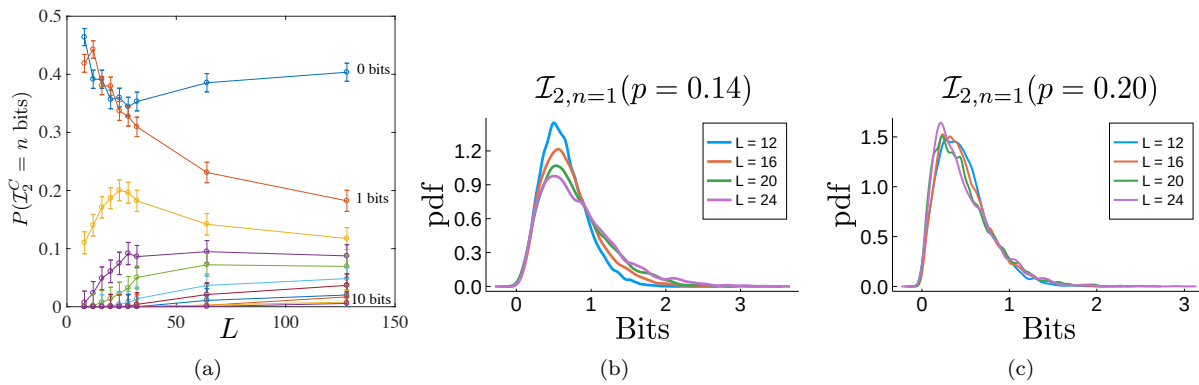 0.5
0.4
0.3
0.2
0.1
0
P(𝓘₂ᶜ = n bits)
0 bits
1 bits
10 bits
0 50 100 150
L
(a)
𝓘₂,ₙ₌₁(p = 0.14)
L = 12
L = 16
L = 20
L = 24
1.2
0.9
0.6
0.3
0.0
pdf
0 1 2 3
Bits
(b)
𝓘₂,ₙ₌₁(p = 0.20)
L = 12
L = 16
L = 20
L = 24
1.5
1.0
0.5
0.0
pdf
0 1 2 3
Bits
(c)